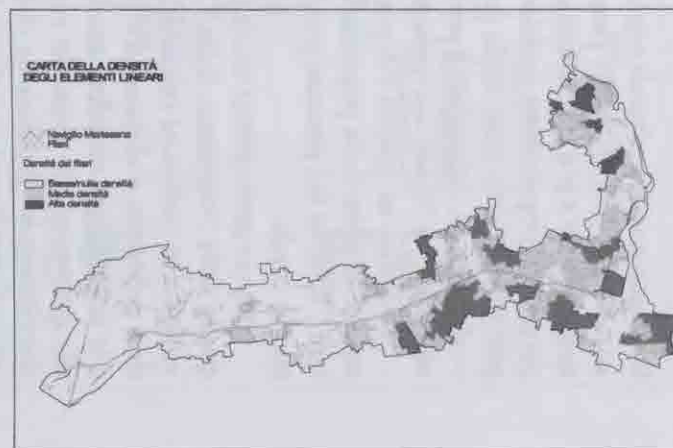 CARTA DELLA DENSITÀ
DEGLI ELEMENTI LINEARI
Naviglio Martesana
Filari
Densità dei filari
Bassa/nulla densità
Media densità
Alta densità